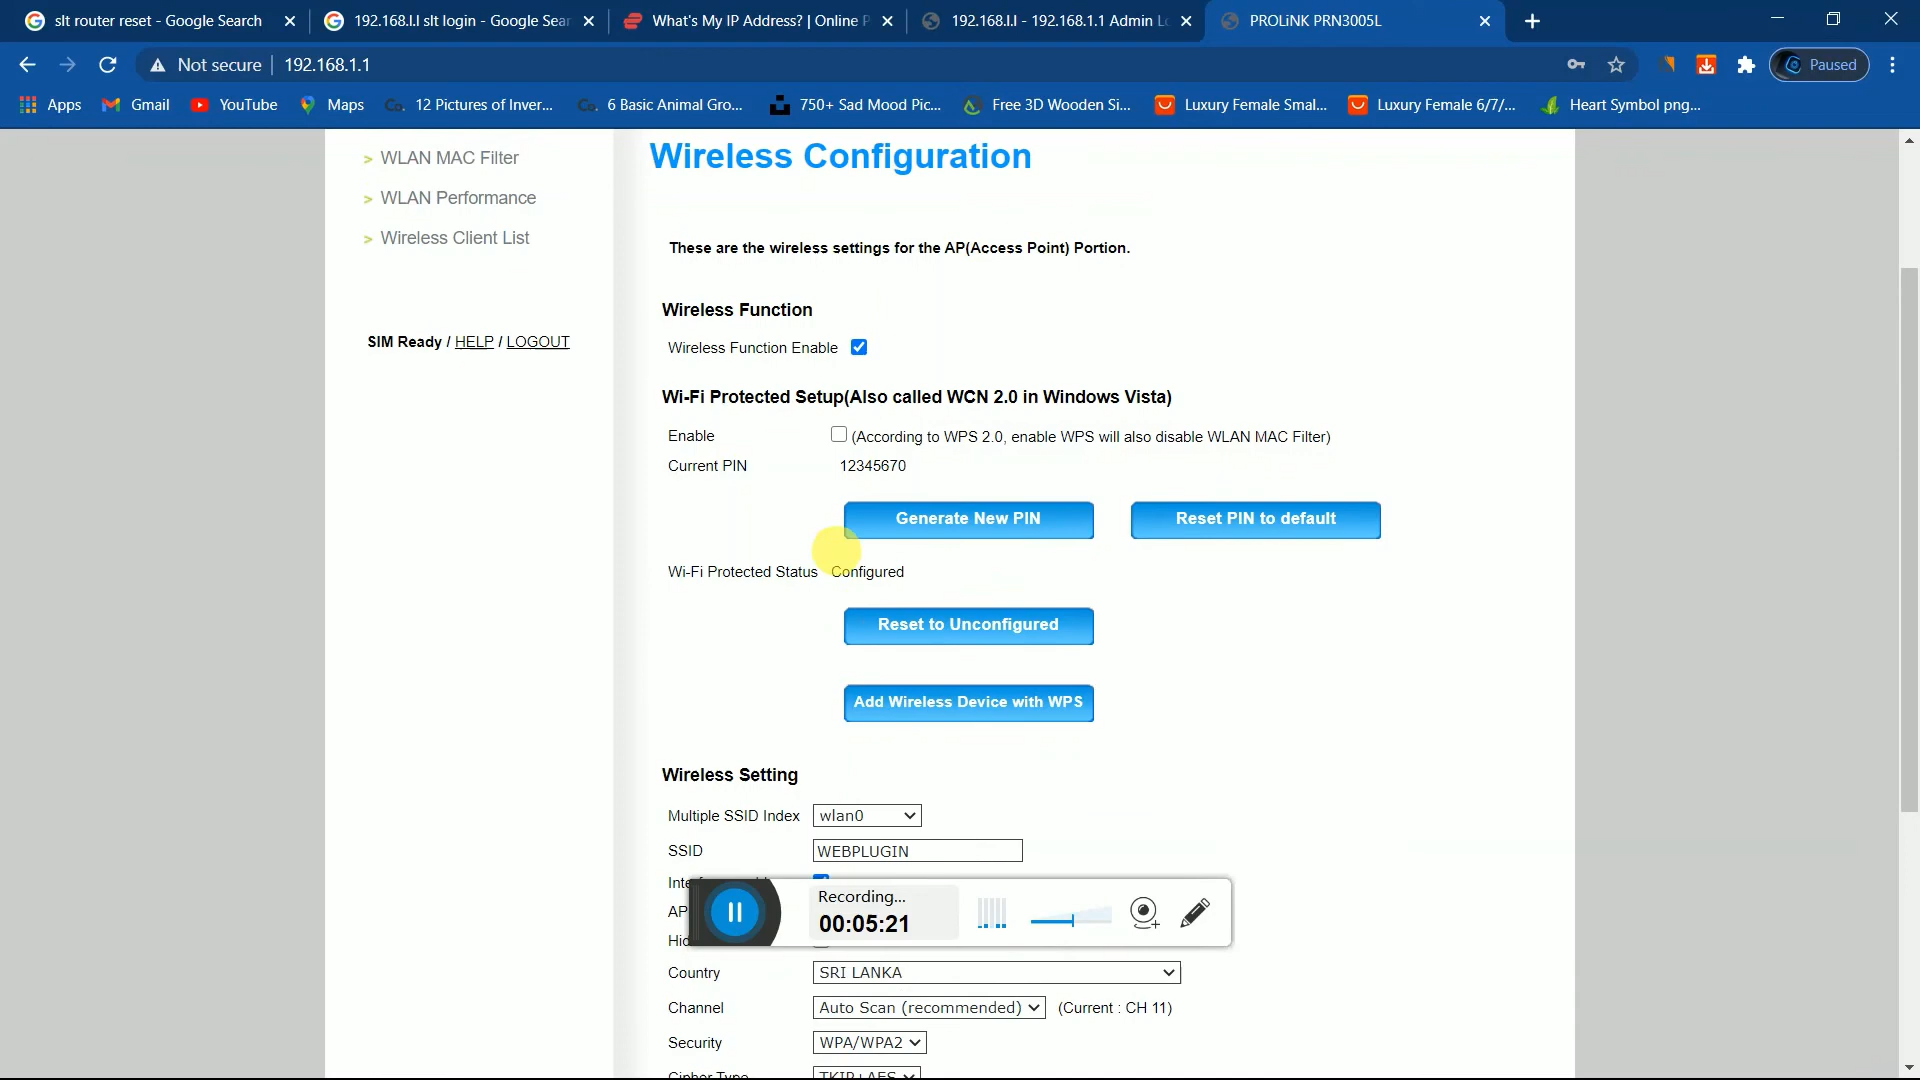 slt router reset - Google Search
192.168.l.l slt login - Google Sear
What's My IP Address? | Online P
192.168.l.l - 192.168.1.1 Admin L
PROLiNK PRN3005L
Not secure
192.168.1.1
Paused
Apps
Gmail
YouTube
Maps
12 Pictures of Inver...
6 Basic Animal Gro...
750+ Sad Mood Pic...
Free 3D Wooden Si...
Luxury Female Smal...
Luxury Female 6/7/...
Heart Symbol png...
> WLAN MAC Filter
> WLAN Performance
> Wireless Client List
SIM Ready / HELP / LOGOUT
Wireless Configuration
These are the wireless settings for the AP(Access Point) Portion.
Wireless Function
Wireless Function Enable
Wi-Fi Protected Setup(Also called WCN 2.0 in Windows Vista)
Enable (According to WPS 2.0, enable WPS will also disable WLAN MAC Filter)
Current PIN 12345670
Generate New PIN Reset PIN to default
Wi-Fi Protected Status Configured
Reset to Unconfigured
Add Wireless Device with WPS
Wireless Setting
Multiple SSID Index wlan0
SSID WEBPLUGIN
AP
Recording...
00:05:21
Country SRI LANKA
Channel Auto Scan (recommended) (Current : CH 11)
Security WPA/WPA2
Cipher Type TKIP+AES